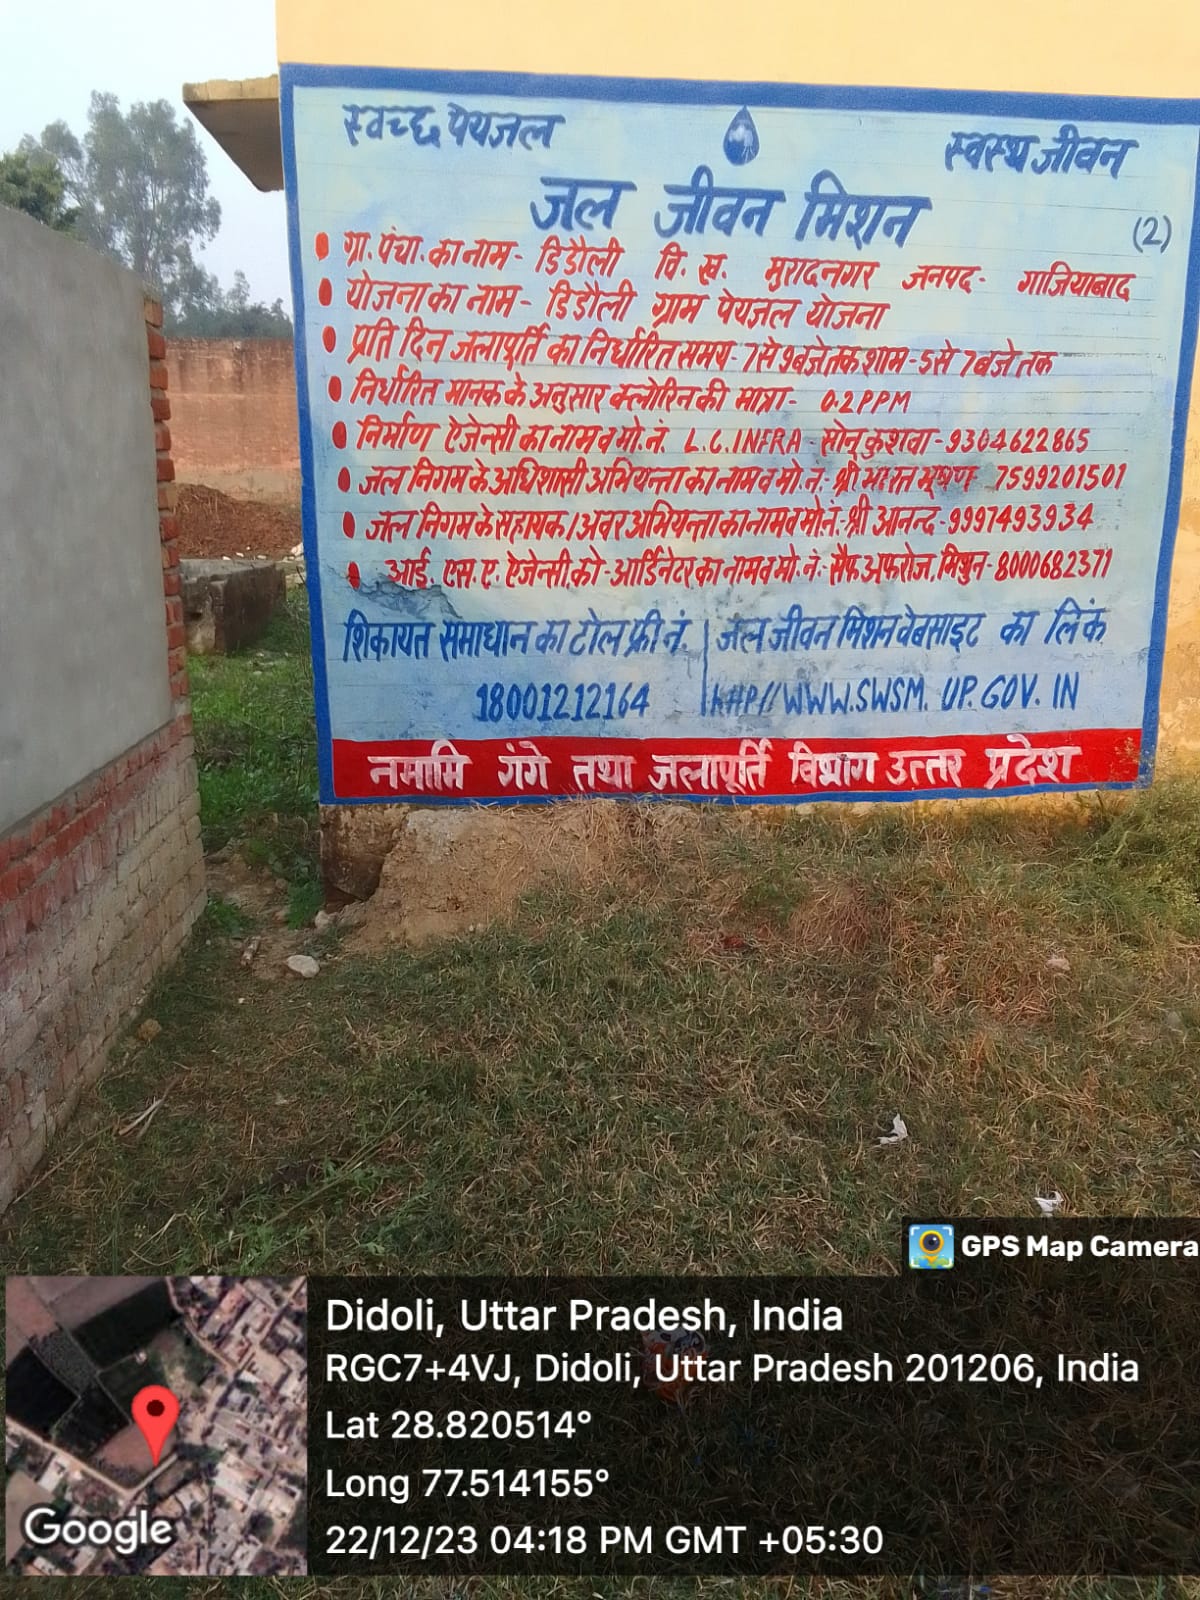 स्वच्छ पेयजल
स्वस्थ जीवन
जल जीवन मिशन
(2)
ग्रा. पंचा. का नाम - डिडौली वि. ख. मुरादनगर जनपद - गाजियाबाद
योजना का नाम - डिडौली ग्राम पेयजल योजना
प्रति दिन जलापूर्ति का निर्धारित समय - 7 से 9 बजे तक शाम - 5 से 7 बजे तक
निर्धारित मानक के अनुसार क्लोरिन की मात्रा - 0.2 PPM
निर्माण ऐजेन्सी का नाम व मो. नं. L.C. INFRA - सोनू कुशवा - 9304622865
जल निगम के अधिशासी अभियन्ता का नाम व मो. नं. - श्री भारत भूषण 7599201501
जल निगम के सहायक / अवर अभियन्ता का नाम व मो. नं. - श्री आनन्द - 9997493934
आई. एस. ए. ऐजेन्सी. को - आर्डिनेटर का नाम व मो. नं. - सैफ अफरोज, मिथुन - 8000682371
शिकायत समाधान का टोल फ्री नं.
18001212164
जल जीवन मिशन वेबसाइट का लिंक
HTTP//WWW.SWSM.UP.GOV.IN
नमामि गंगे तथा जलापूर्ति विभाग उत्तर प्रदेश
GPS Map Camera
Didoli, Uttar Pradesh, India
RGC7+4VJ, Didoli, Uttar Pradesh 201206, India
Lat 28.820514°
Long 77.514155°
22/12/23 04:18 PM GMT +05:30
Google